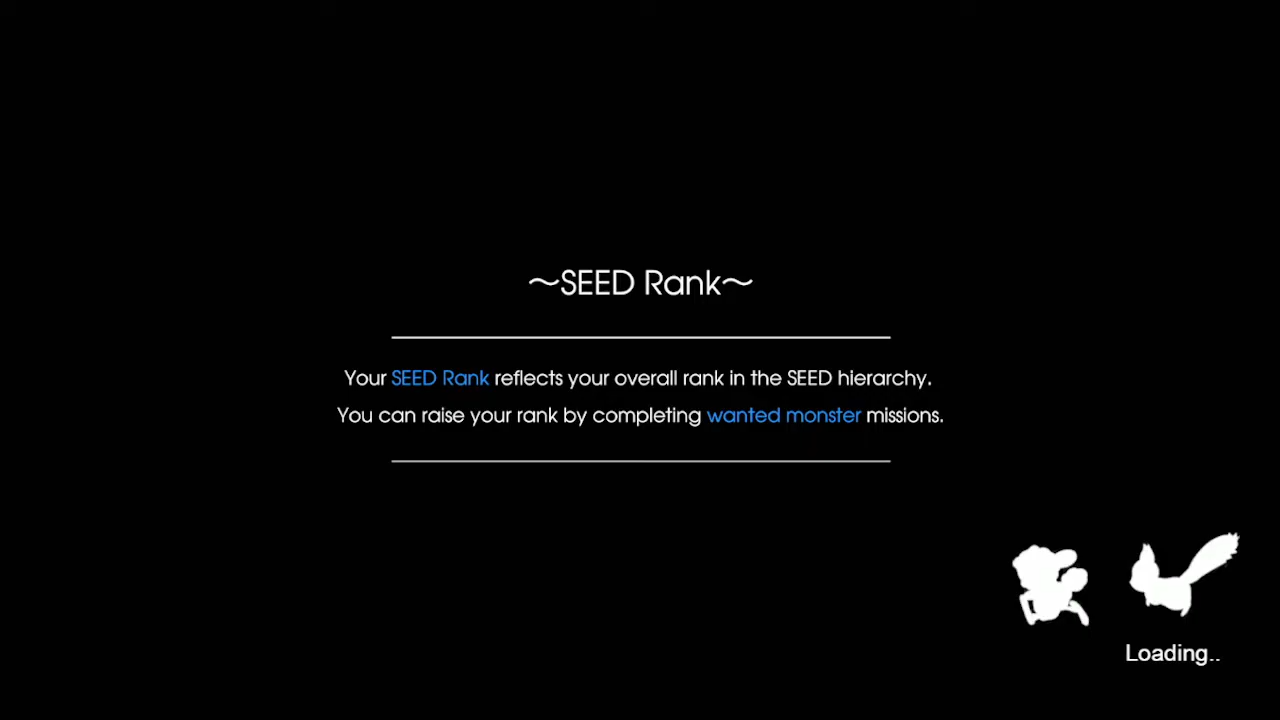 ～SEED Rank～
Your SEED Rank reflects your overall rank in the SEED hierarchy.
You can raise your rank by completing wanted monster missions.
Loading..